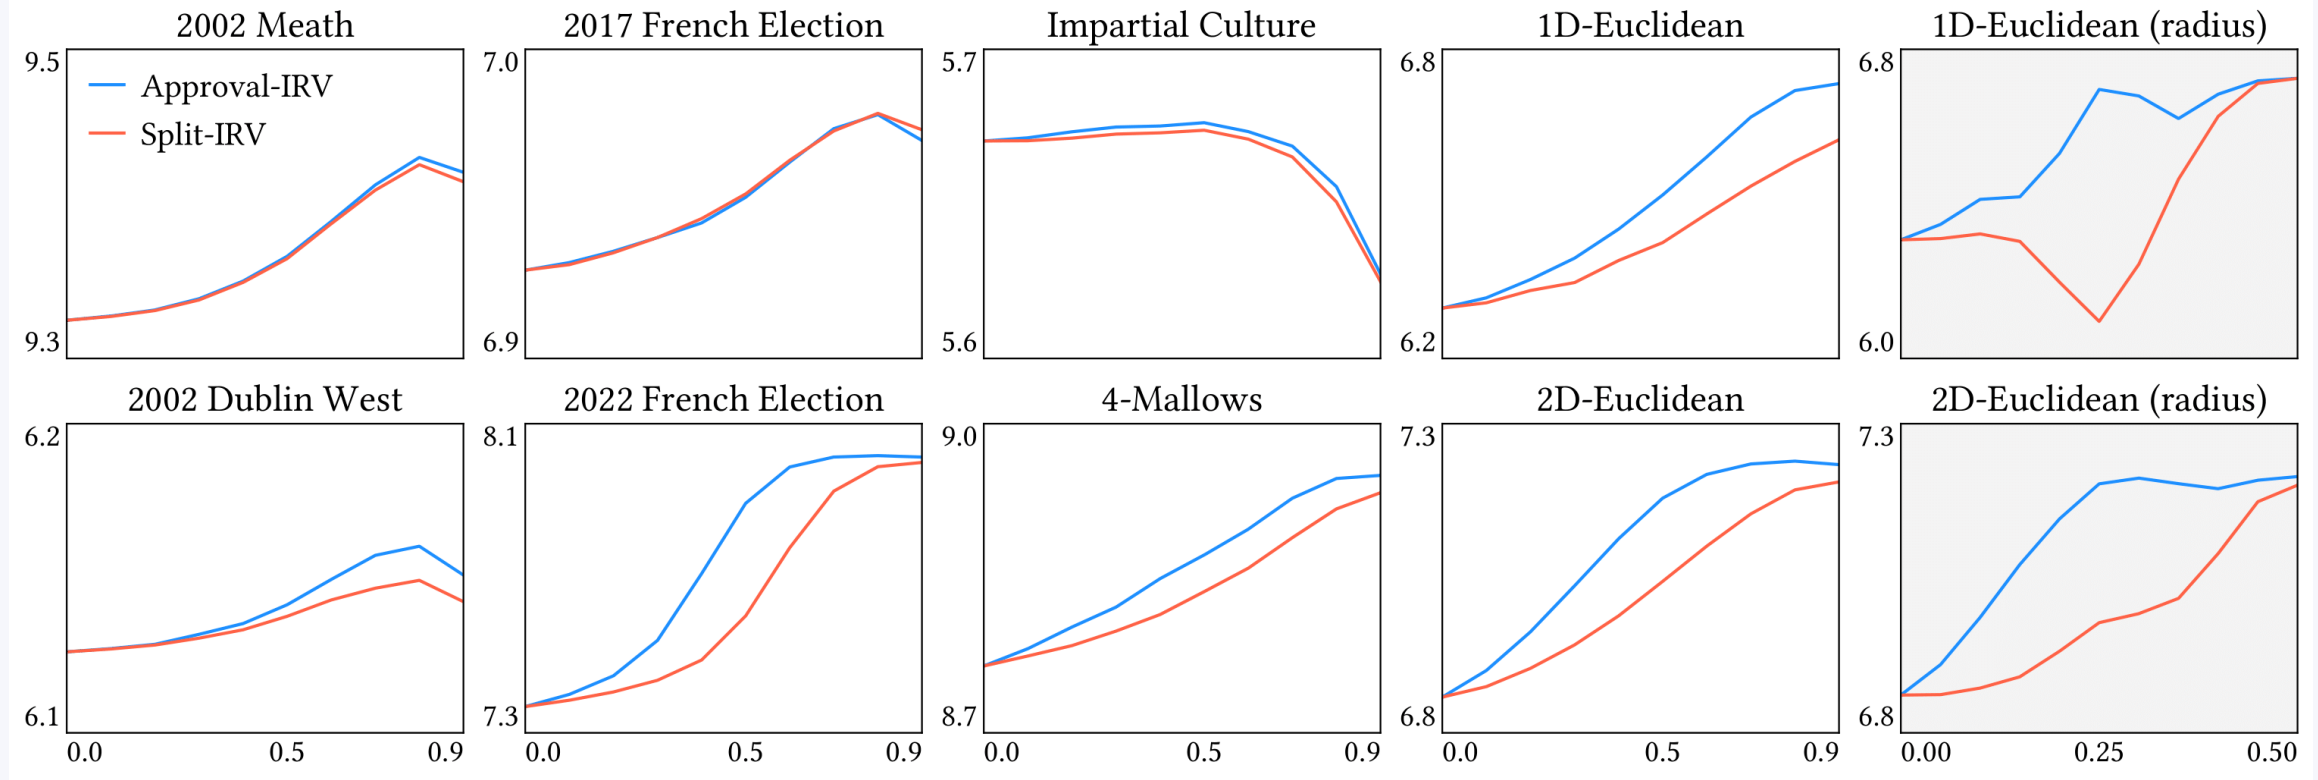 2002 Meath
9.5
Approval-IRV
Split-IRV
9.3
2017 French Election
7.0
6.9
Impartial Culture
5.7
5.6
1D-Euclidean
6.8
6.2
1D-Euclidean (radius)
6.8
6.0
2002 Dublin West
6.2
6.1
0.0 0.5 0.9
2022 French Election
8.1
7.3
0.0 0.5 0.9
4-Mallows
9.0
8.7
0.0 0.5 0.9
2D-Euclidean
7.3
6.8
0.0 0.5 0.9
2D-Euclidean (radius)
7.3
6.8
0.00 0.25 0.50